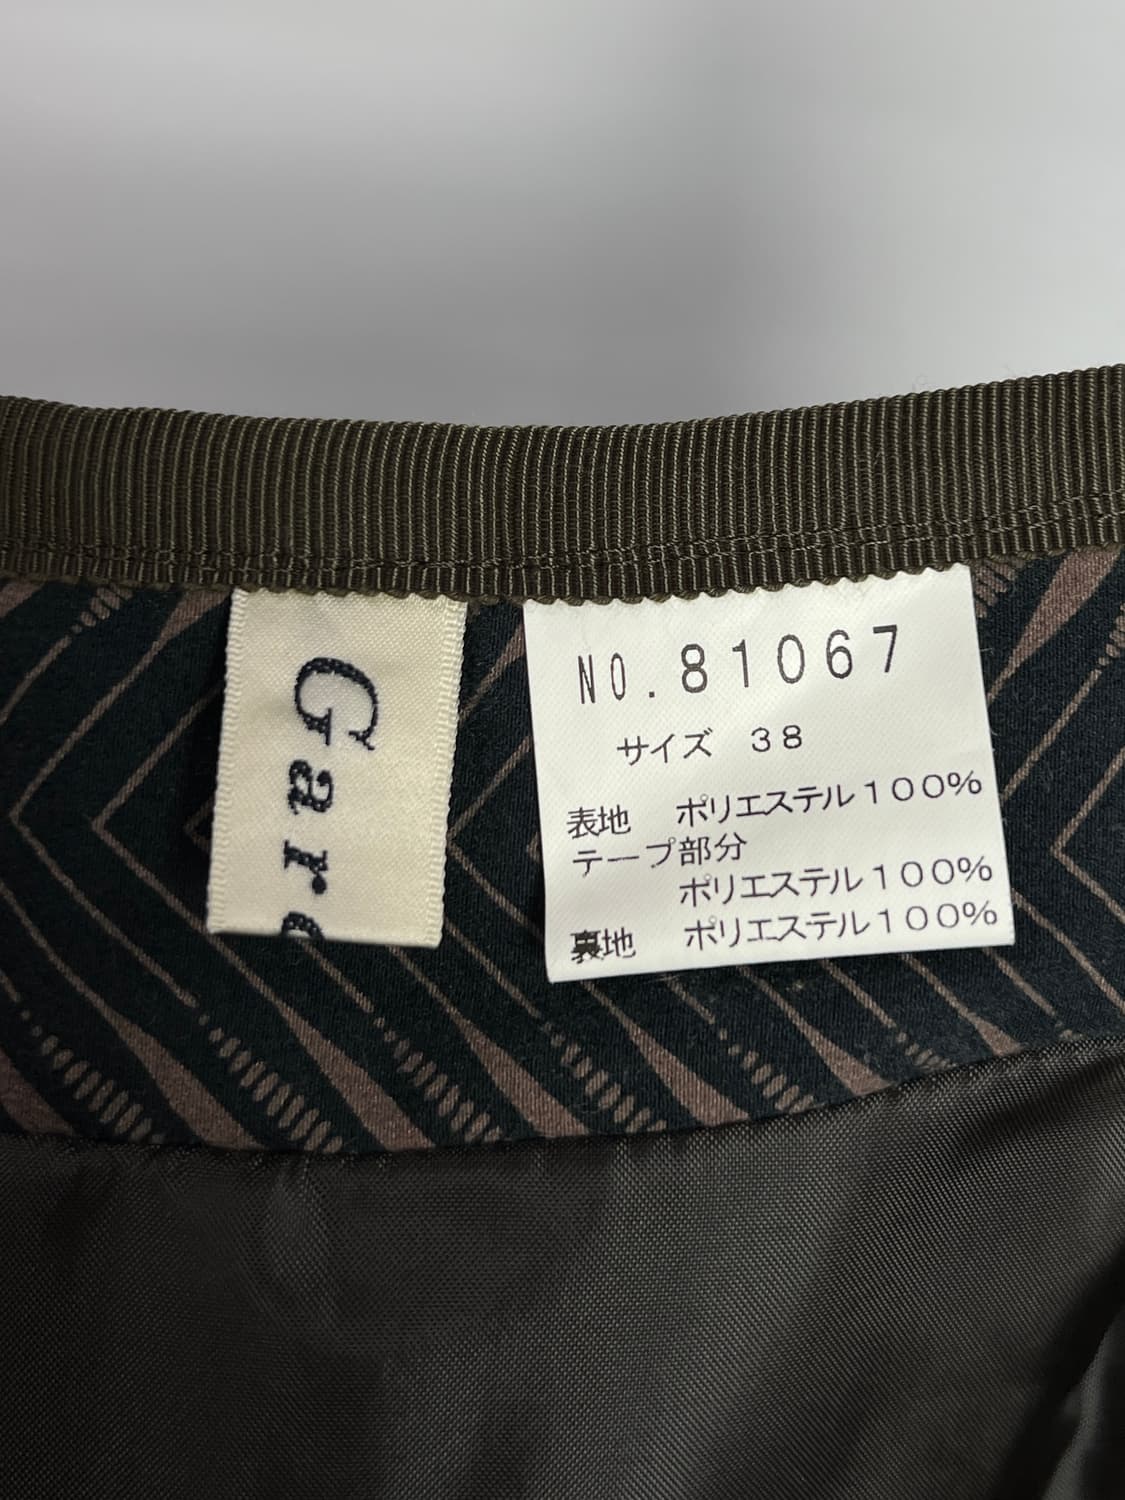 Gar
NO.81067
サイズ 38
表地 ポリエステル100%
テープ部分
ポリエステル100%
裏地 ポリエステル100%